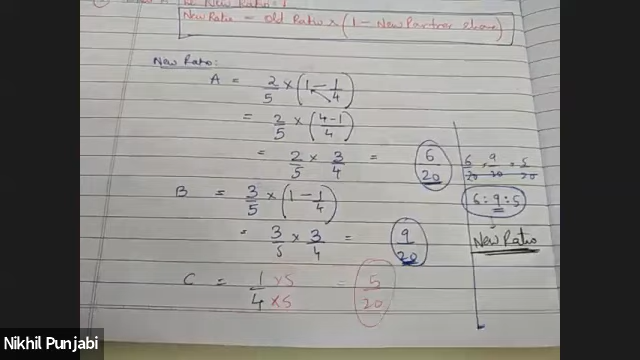 New Ratio = Old Ratio × (1 - New Partner Share)
New Ratio:
A = 2/5 × (1 - 1/4)
= 2/5 × (4-1/4)
= 2/5 × 3/4 = 6/20
B = 3/5 × (1 - 1/4)
= 3/5 × 3/4 = 9/20
C = 1/4 ×5/×5 = 5/20
6/20 : 9/20 : 5/20
6:9:5
New Ratio
Nikhil Punjabi